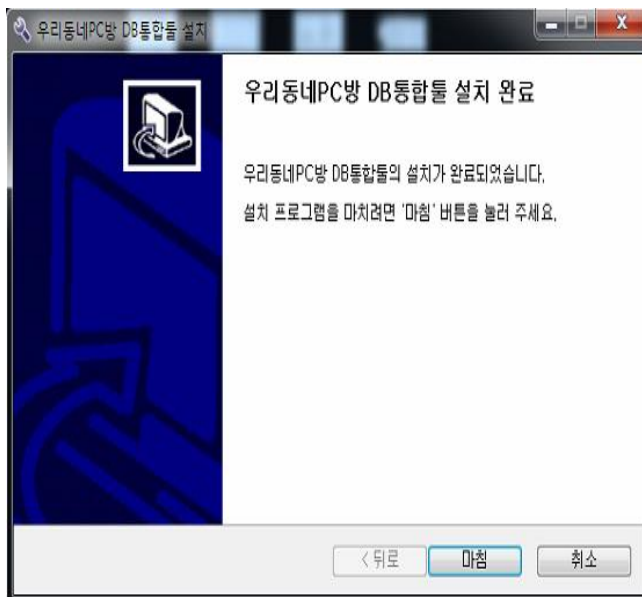 우리동네PC방 DB통합툴 설치
우리동네PC방 DB통합툴 설치 완료
우리동네PC방 DB통합툴의 설치가 완료되었습니다.
설치 프로그램을 마치려면 '마침' 버튼을 눌러 주세요.
< 뒤로 마침 취소